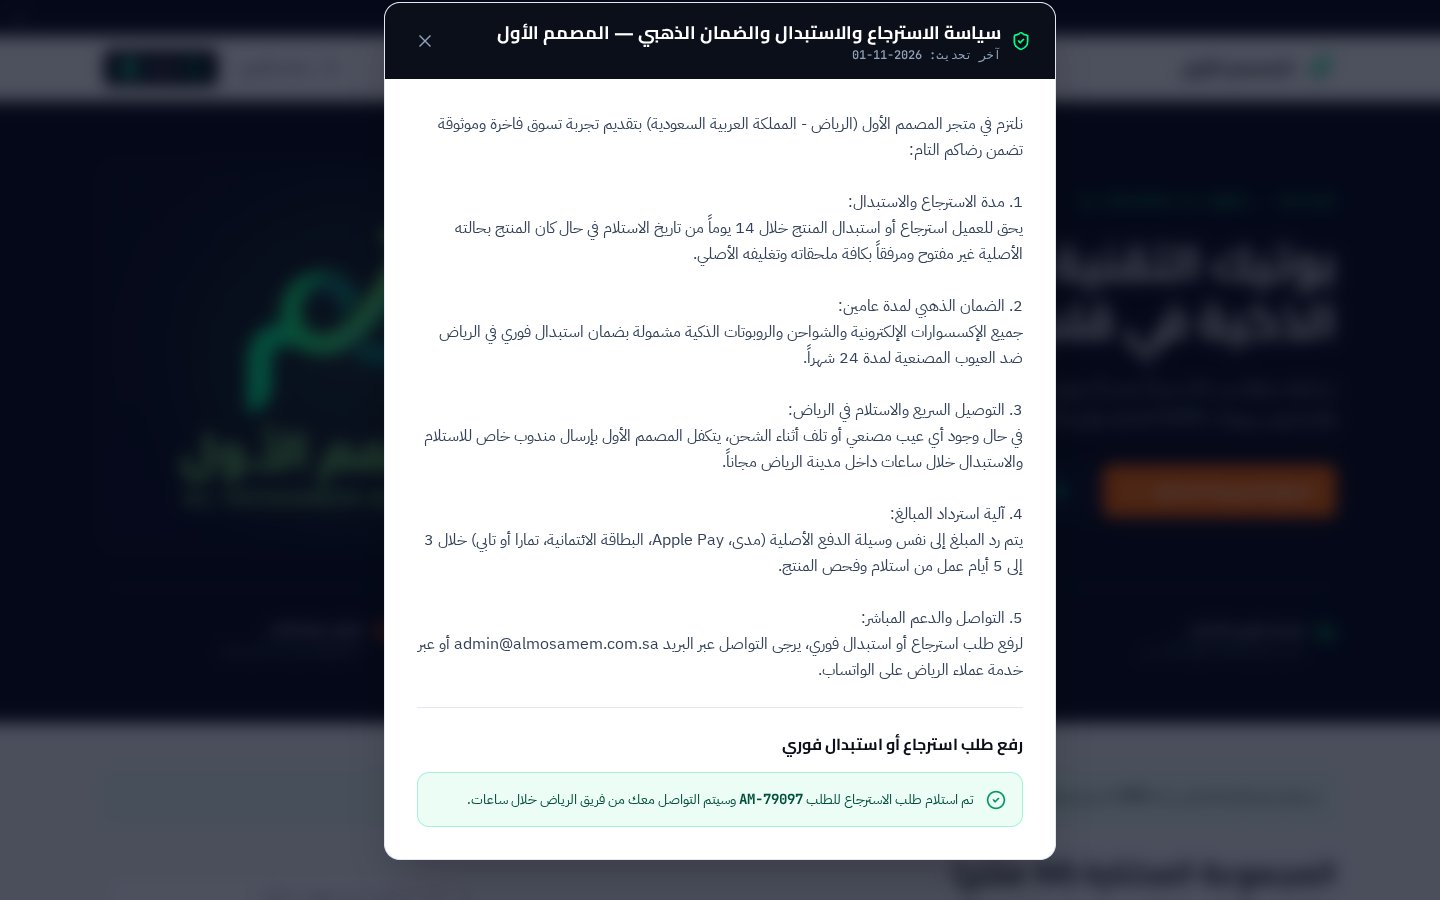 سياسة الاسترجاع والاستبدال والضمان الذهبي — المصمم الأول
آخر تحديث: 2026-11-01
نلتزم في متجر المصمم الأول (الرياض - المملكة العربية السعودية) بتقديم تجربة تسوق فاخرة وموثوقة
تضمن رضاكم التام:
1. مدة الاسترجاع والاستبدال:
يحق للعميل استرجاع أو استبدال المنتج خلال 14 يوماً من تاريخ الاستلام في حال كان المنتج بحالته
الأصلية غير مفتوح ومرفقاً بكافة ملحقاته وتغليفه الأصلي.
2. الضمان الذهبي لمدة عامين:
جميع الإكسسوارات الإلكترونية والشواحن والروبوتات الذكية مشمولة بضمان استبدال فوري في الرياض
ضد العيوب المصنعية لمدة 24 شهراً.
3. التوصيل السريع والاستلام في الرياض:
في حال وجود أي عيب مصنعي أو تلف أثناء الشحن، يتكفل المصمم الأول بإرسال مندوب خاص للاستلام
والاستبدال خلال ساعات داخل مدينة الرياض مجاناً.
4. آلية استرداد المبالغ:
يتم رد المبلغ إلى نفس وسيلة الدفع الأصلية (مدى، Apple Pay، البطاقة الائتمانية، تمارا أو تابي) خلال 3
إلى 5 أيام عمل من استلام وفحص المنتج.
5. التواصل والدعم المباشر:
لرفع طلب استرجاع أو استبدال فوري، يرجى التواصل عبر البريد admin@almosamem.com.sa أو عبر
خدمة عملاء الرياض على الواتساب.
رفع طلب استرجاع أو استبدال فوري
تم استلام طلب الاسترجاع للطلب AM-79097 وسيتم التواصل معك من فريق الرياض خلال ساعات.
بوتيك التقنية
الذكية في